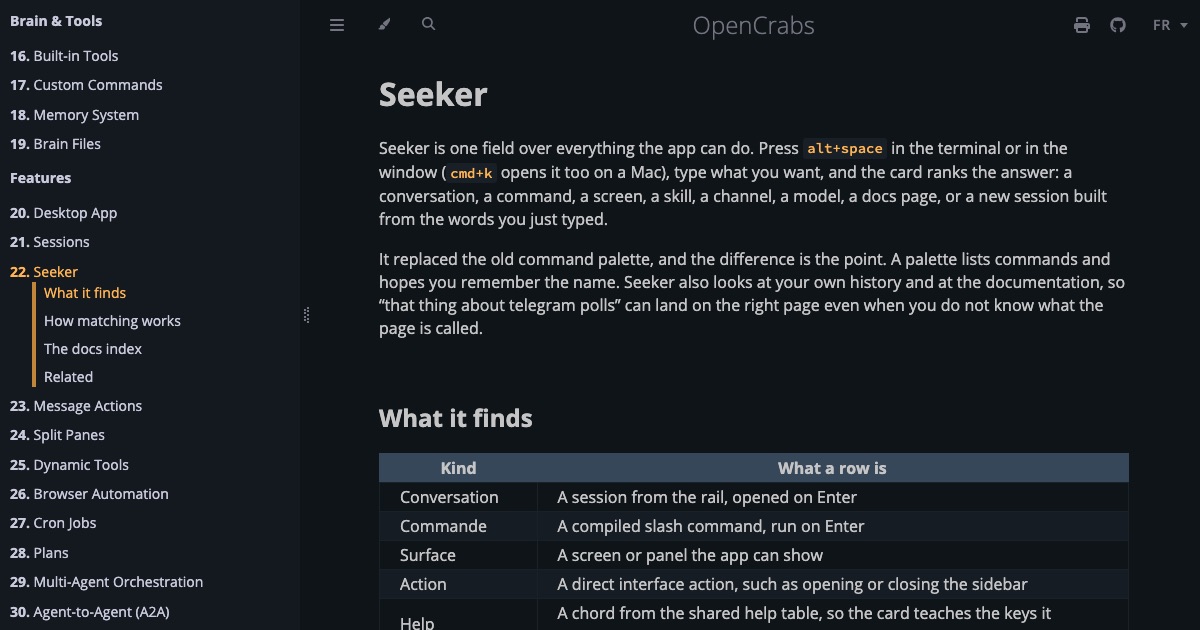 Brain & Tools
16. Built-in Tools
17. Custom Commands
18. Memory System
19. Brain Files
Features
20. Desktop App
21. Sessions
22. Seeker
What it finds
How matching works
The docs index
Related
23. Message Actions
24. Split Panes
25. Dynamic Tools
26. Browser Automation
27. Cron Jobs
28. Plans
29. Multi-Agent Orchestration
30. Agent-to-Agent (A2A)
OpenCrabs
FR
Seeker
Seeker is one field over everything the app can do. Press alt+space in the terminal or in the
window ( cmd+k opens it too on a Mac), type what you want, and the card ranks the answer: a
conversation, a command, a screen, a skill, a channel, a model, a docs page, or a new session built
from the words you just typed.
It replaced the old command palette, and the difference is the point. A palette lists commands and
hopes you remember the name. Seeker also looks at your own history and at the documentation, so
“that thing about telegram polls” can land on the right page even when you do not know what the
page is called.
What it finds
Kind What a row is
Conversation A session from the rail, opened on Enter
Commande A compiled slash command, run on Enter
Surface A screen or panel the app can show
Action A direct interface action, such as opening or closing the sidebar
Help A chord from the shared help table, so the card teaches the keys it